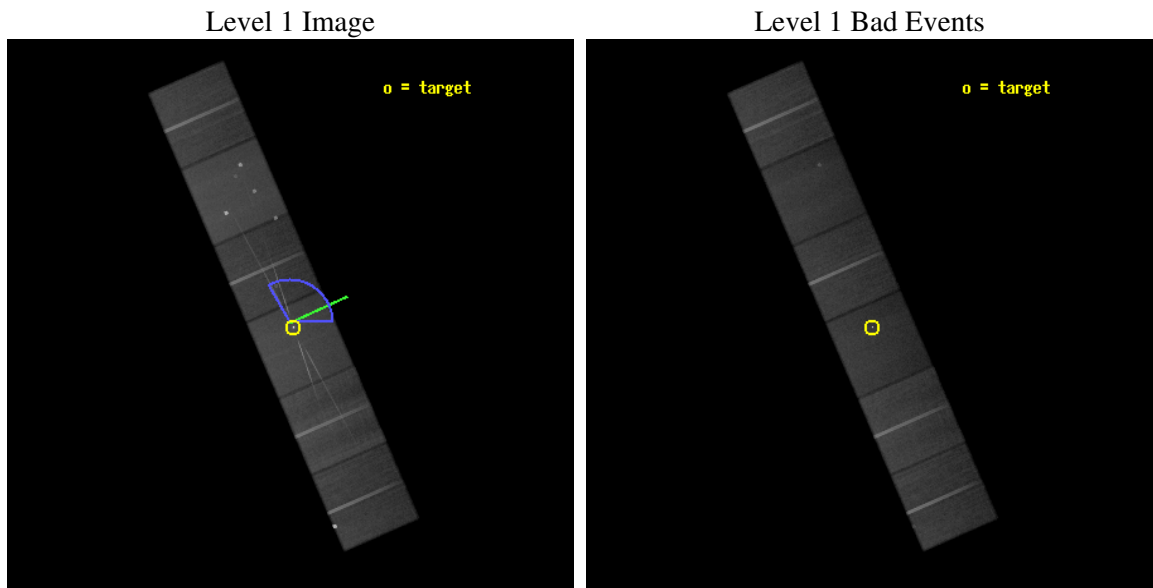 Level 1 Image
Level 1 Bad Events
o = target
o = target